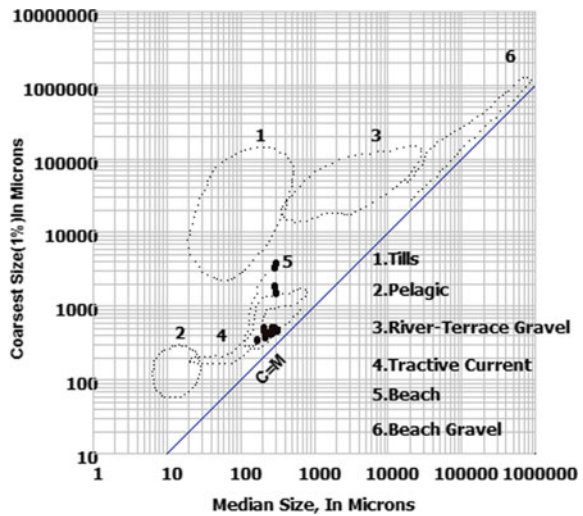 10000000
1000000
100000
10000
1000
100
10
Coarsest Size(1%)In Microns
6
1
3
5
2
4
C=M
1.Tills
2.Pelagic
3.River-Terrace Gravel
4.Tractive Current
5.Beach
6.Beach Gravel
1 10 100 1000 10000 100000 1000000
Median Size, In Microns